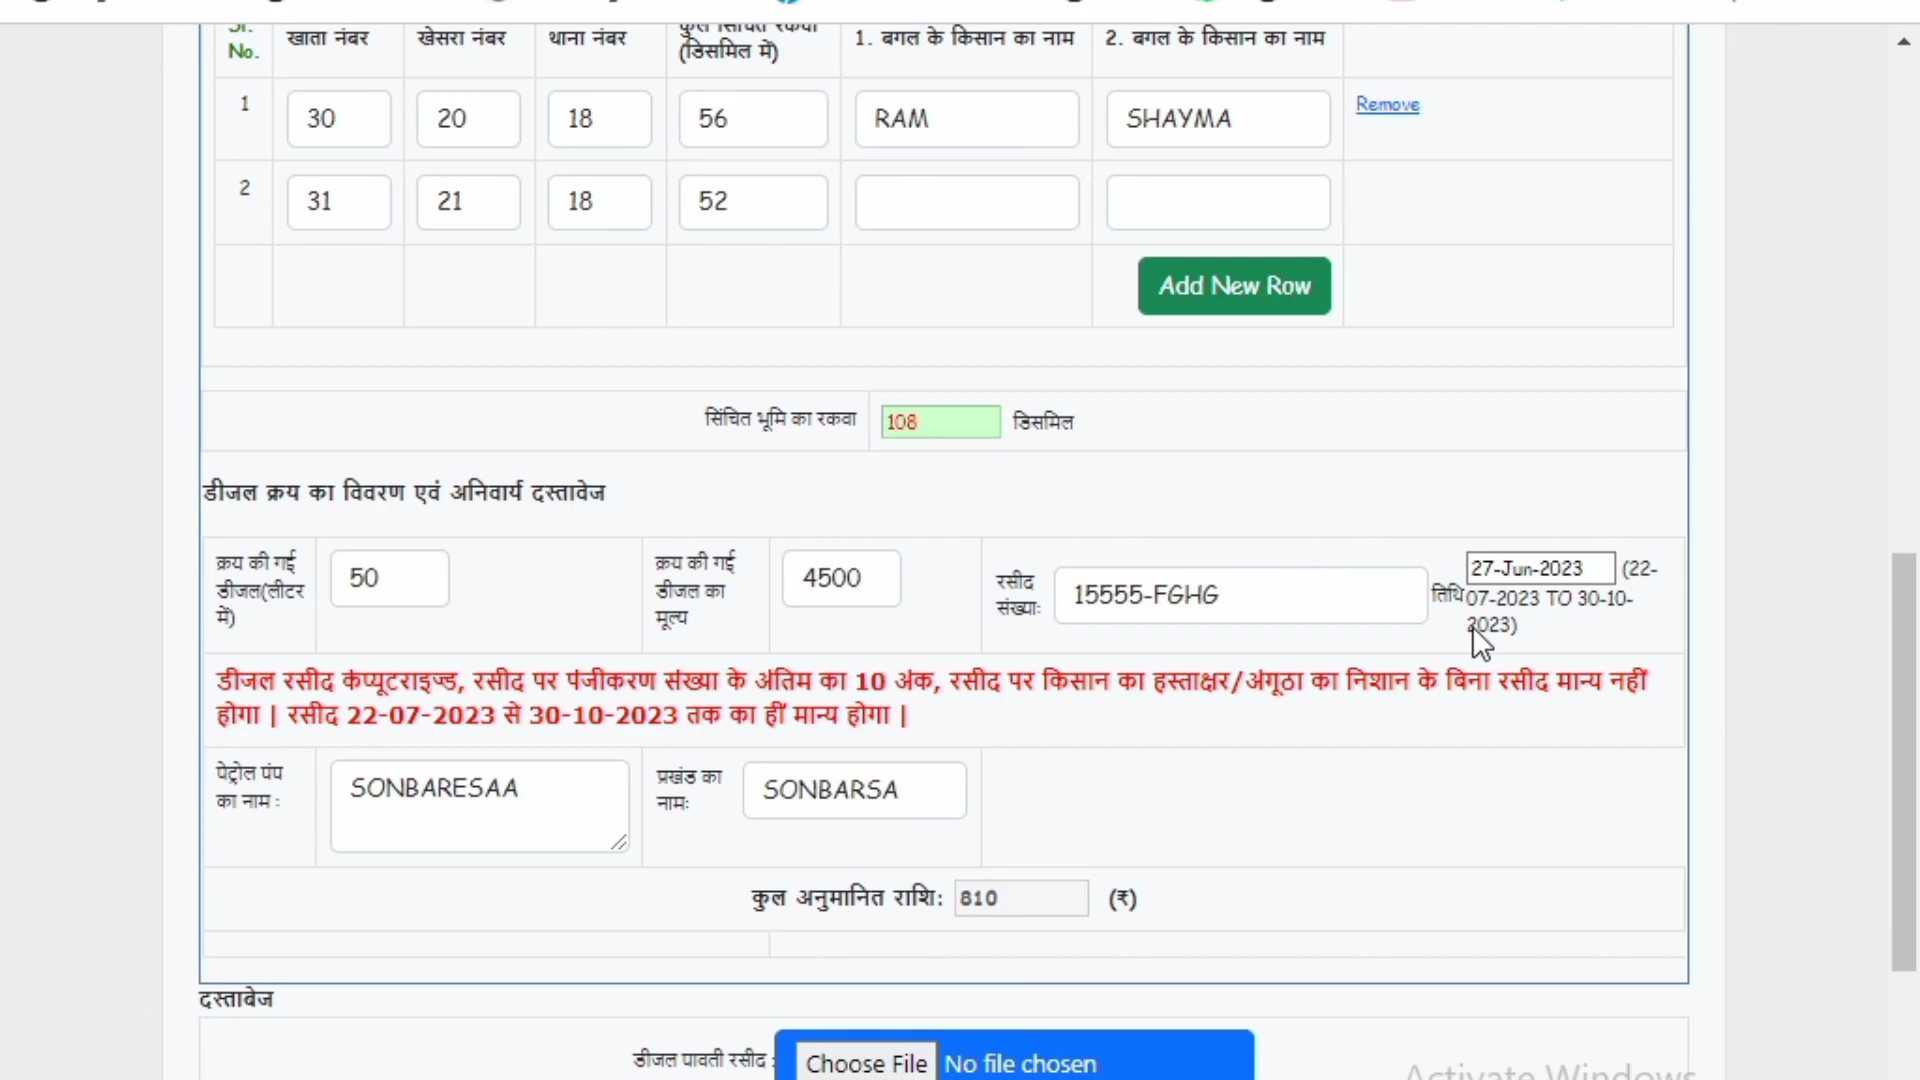 Sr. खाता नंबर खेसरा नंबर थाना नंबर कुल सिंचित रकवा 1. बगल के किसान का नाम 2. बगल के किसान का नाम
No. (डिसमिल में)
1 30 20 18 56 RAM SHAYMA Remove
2 31 21 18 52
Add New Row
सिंचित भूमि का रकवा 108 डिसमिल
डीजल क्रय का विवरण एवं अनिवार्य दस्तावेज
क्रय की गई
डीजल(लीटर
में)
50
क्रय की गई
डीजल का
मूल्य
4500
रसीद
संख्याः
15555-FGHG
तिथि
27-Jun-2023 (22-
07-2023 TO 30-10-
2023)
डीजल रसीद कंप्यूटराइज्ड, रसीद पर पंजीकरण संख्या के अंतिम का 10 अंक, रसीद पर किसान का हस्ताक्षर/अंगूठा का निशान के बिना रसीद मान्य नहीं
होगा | रसीद 22-07-2023 से 30-10-2023 तक का हीं मान्य होगा |
पेट्रोल पंप
का नाम :
SONBARESAA
प्रखंड का
नामः
SONBARSA
कुल अनुमानित राशि: 810 (₹)
दस्तावेज
डीजल पावती रसीद : Choose File No file chosen
Activate Windows